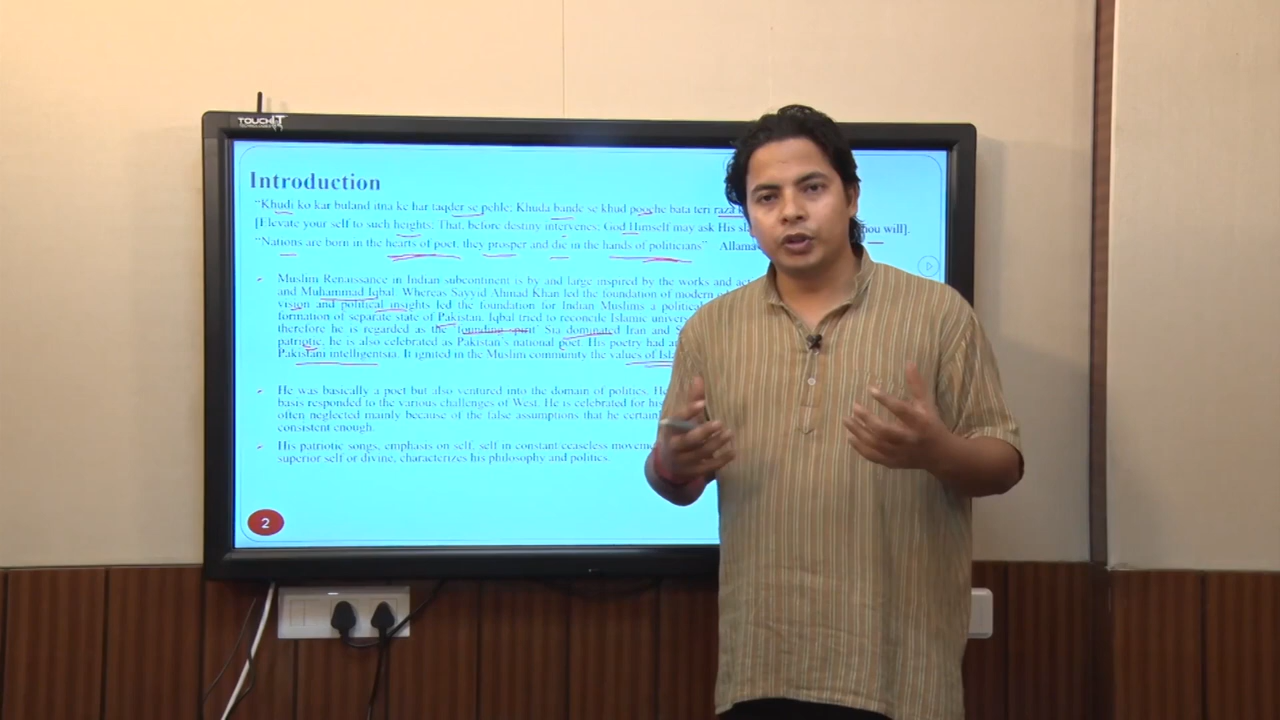 TOUCHIT
TECHNOLOGIES
Introduction
“Khudi ko kar buland itna ke har taqder se pehle; Khuda bande se khud pooche bata teri raza
[Elevate your self to such heights; That, before destiny intervenes; God Himself may ask His thou will].
“Nations are born in the hearts of poet, they prosper and die in the hands of politicians” Allama
Muslim Renaissance in Indian subcontinent is by and large inspired by the works and
and Muhammad Iqbal. Whereas Sayyid Ahmad Khan led the foundation of modern
vision and political insights led the foundation for Indian Muslims a political
formation of separate state of Pakistan. Iqbal tried to reconcile Islamic
therefore he is regarded as the ‘founding spirit’ Sia dominated Iran and
patriotic, he is also celebrated as Pakistan's national poet. His poetry had
Pakistani intelligentsia. It ignited in the Muslim community the values of
He was basically a poet but also ventured into the domain of politics.
basis responded to the various challenges of West. He is celebrated for
often neglected mainly because of the false assumptions that he
consistent enough.
His patriotic songs, emphasis on self, self in constant ceaseless
superior self or divine, characterizes his philosophy and politics.
2